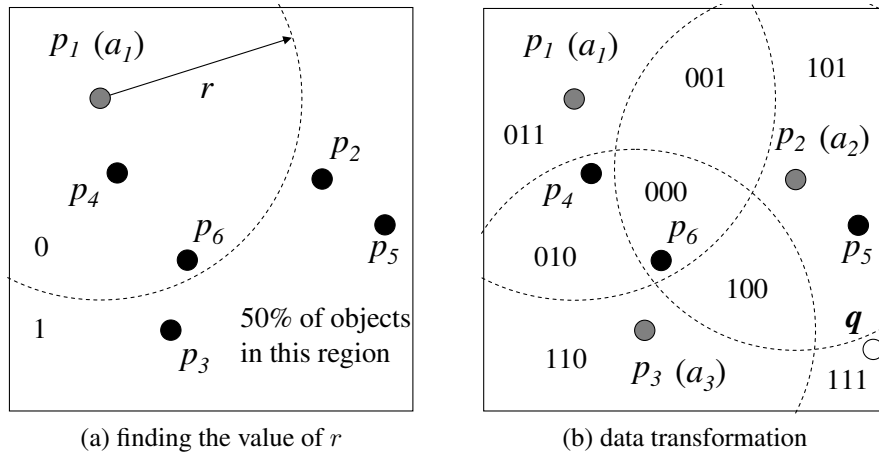 p1 (a1)
r
p2
p4
p6
p5
0
1
50% of objects
in this region
p3
(a) finding the value of r
p1 (a1)
001
101
011
p2 (a2)
p4
000
p6
p5
010
100
q
110
p3 (a3)
111
(b) data transformation